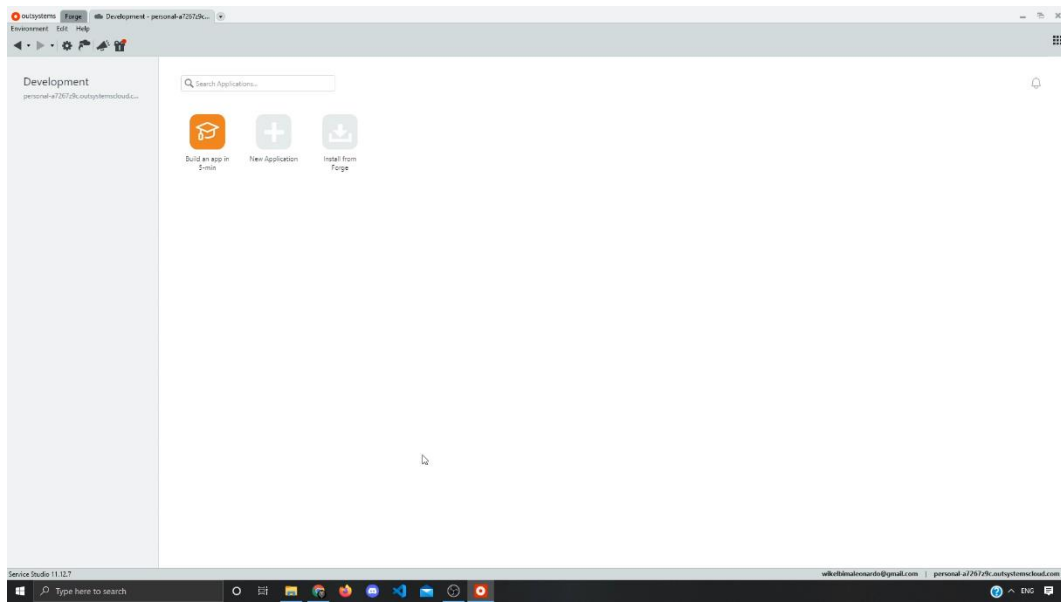 outsystems Forge Development - personal-a7267z9c...
Environment Edit Help
Development
personal-a7267z9c.outsystemscloud.c...
Search Applications...
Build an app in
5-min
New Application
Install from
Forge
Service Studio 11.12.7
wikelbimaleonardo@gmail.com | personal-a7267z9c.outsystemscloud.com
Type here to search
ENG